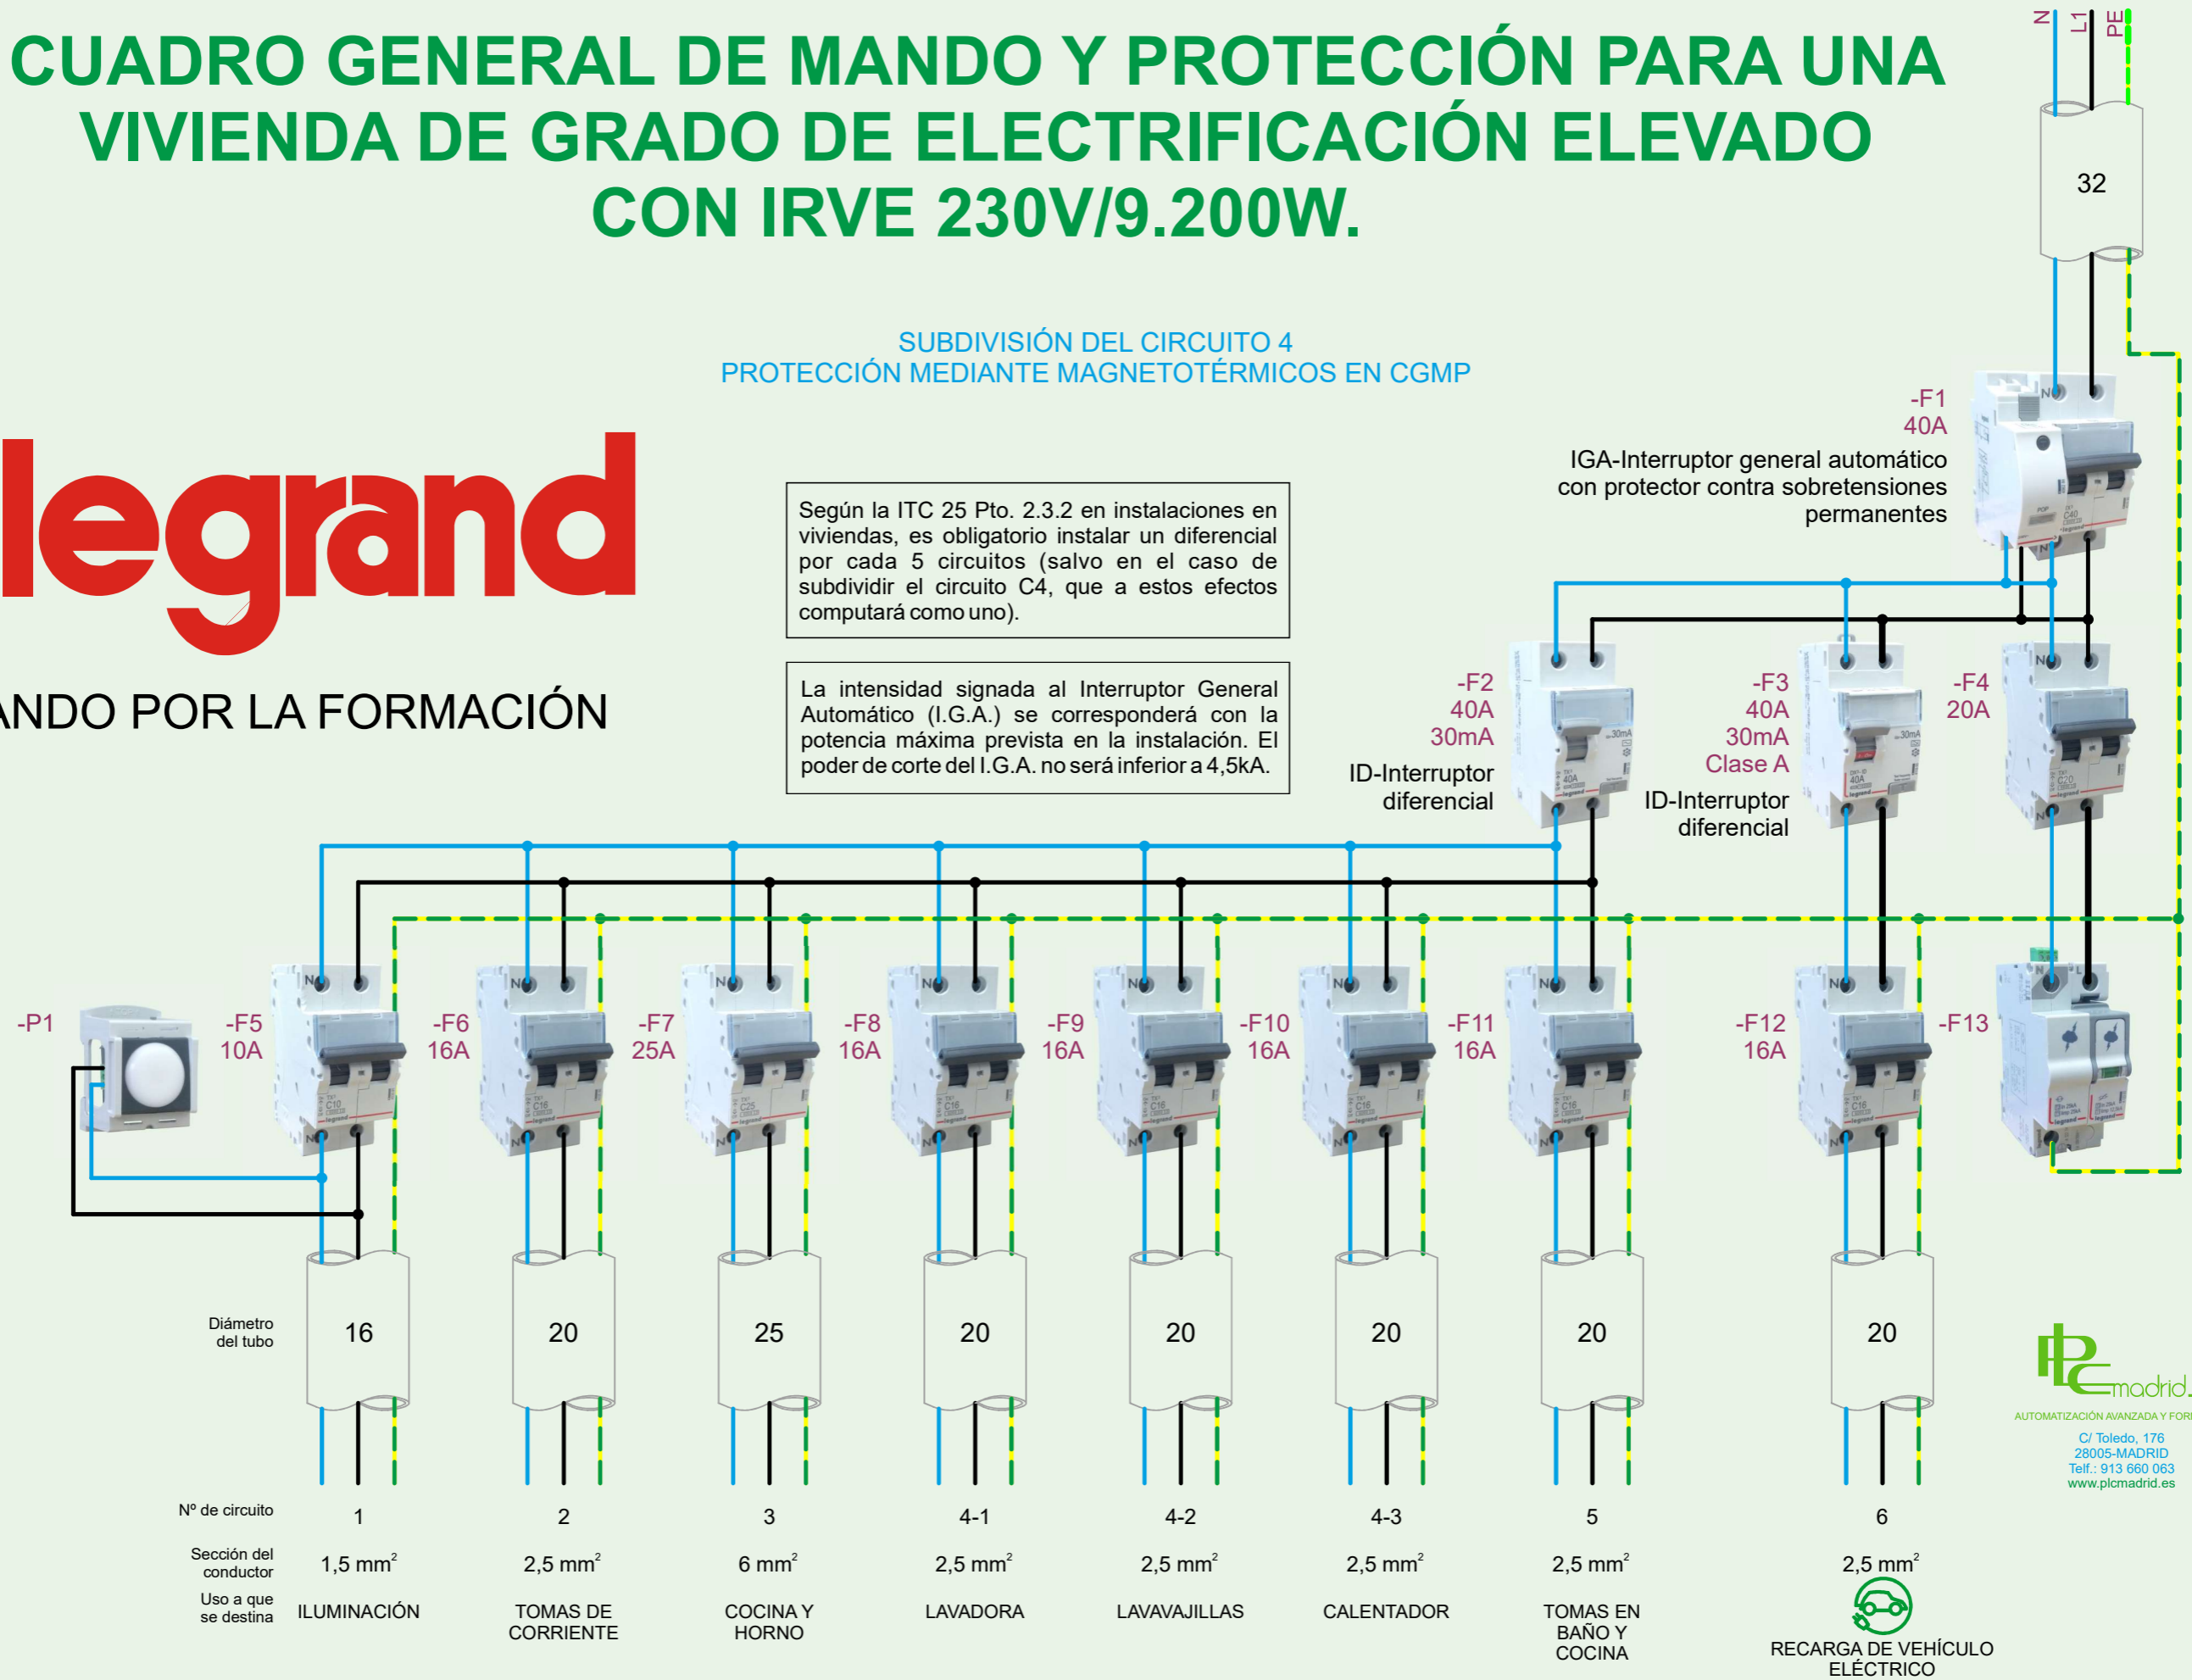 CUADRO GENERAL DE MANDO Y PROTECCIÓN PARA UNA
VIVIENDA DE GRADO DE ELECTRIFICACIÓN ELEVADO
CON IRVE 230V/9.200W.
N
L1
PE
32
SUBDIVISIÓN DEL CIRCUITO 4
PROTECCIÓN MEDIANTE MAGNETOTÉRMICOS EN CGMP
legrand
ANDO POR LA FORMACIÓN
Según la ITC 25 Pto. 2.3.2 en instalaciones en
viviendas, es obligatorio instalar un diferencial
por cada 5 circuitos (salvo en el caso de
subdividir el circuito C4, que a estos efectos
computará como uno).
La intensidad signada al Interruptor General
Automático (I.G.A.) se corresponderá con la
potencia máxima prevista en la instalación. El
poder de corte del I.G.A. no será inferior a 4,5kA.
-F1
40A
IGA-Interruptor general automático
con protector contra sobretensiones
permanentes
-F2
40A
30mA
ID-Interruptor
diferencial
-F3
40A
30mA
Clase A
ID-Interruptor
diferencial
-F4
20A
-P1
-F5
10A
-F6
16A
-F7
25A
-F8
16A
-F9
16A
-F10
16A
-F11
16A
-F12
16A
-F13
Diámetro
del tubo
16 20 25 20 20 20 20 20
Nº de circuito
1 2 3 4-1 4-2 4-3 5 6
Sección del
conductor
1,5 mm² 2,5 mm² 6 mm² 2,5 mm² 2,5 mm² 2,5 mm² 2,5 mm² 2,5 mm²
Uso a que
se destina
ILUMINACIÓN
TOMAS DE
CORRIENTE
COCINA Y
HORNO
LAVADORA
LAVAVAJILLAS
CALENTADOR
TOMAS EN
BAÑO Y
COCINA
RECARGA DE VEHÍCULO
ELÉCTRICO
PLC madrid.
AUTOMATIZACIÓN AVANZADA Y FOR
C/ Toledo, 176
28005-MADRID
Telf.: 913 660 063
www.plcmadrid.es